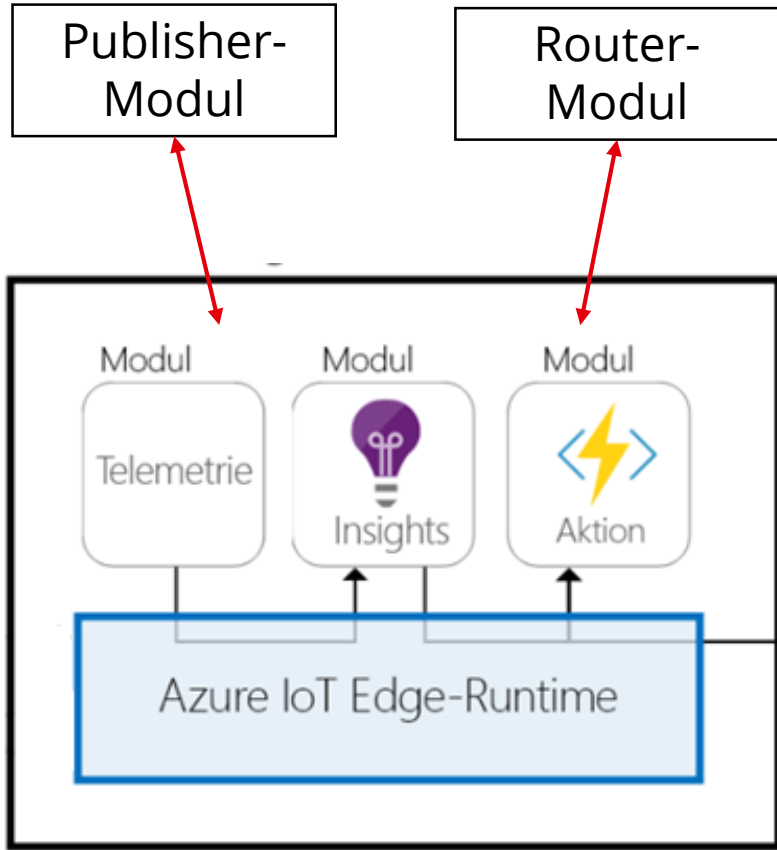 Publisher-
Modul
Router-
Modul
Modul
Modul
Modul
Telemetrie
Insights
Aktion
Azure IoT Edge-Runtime